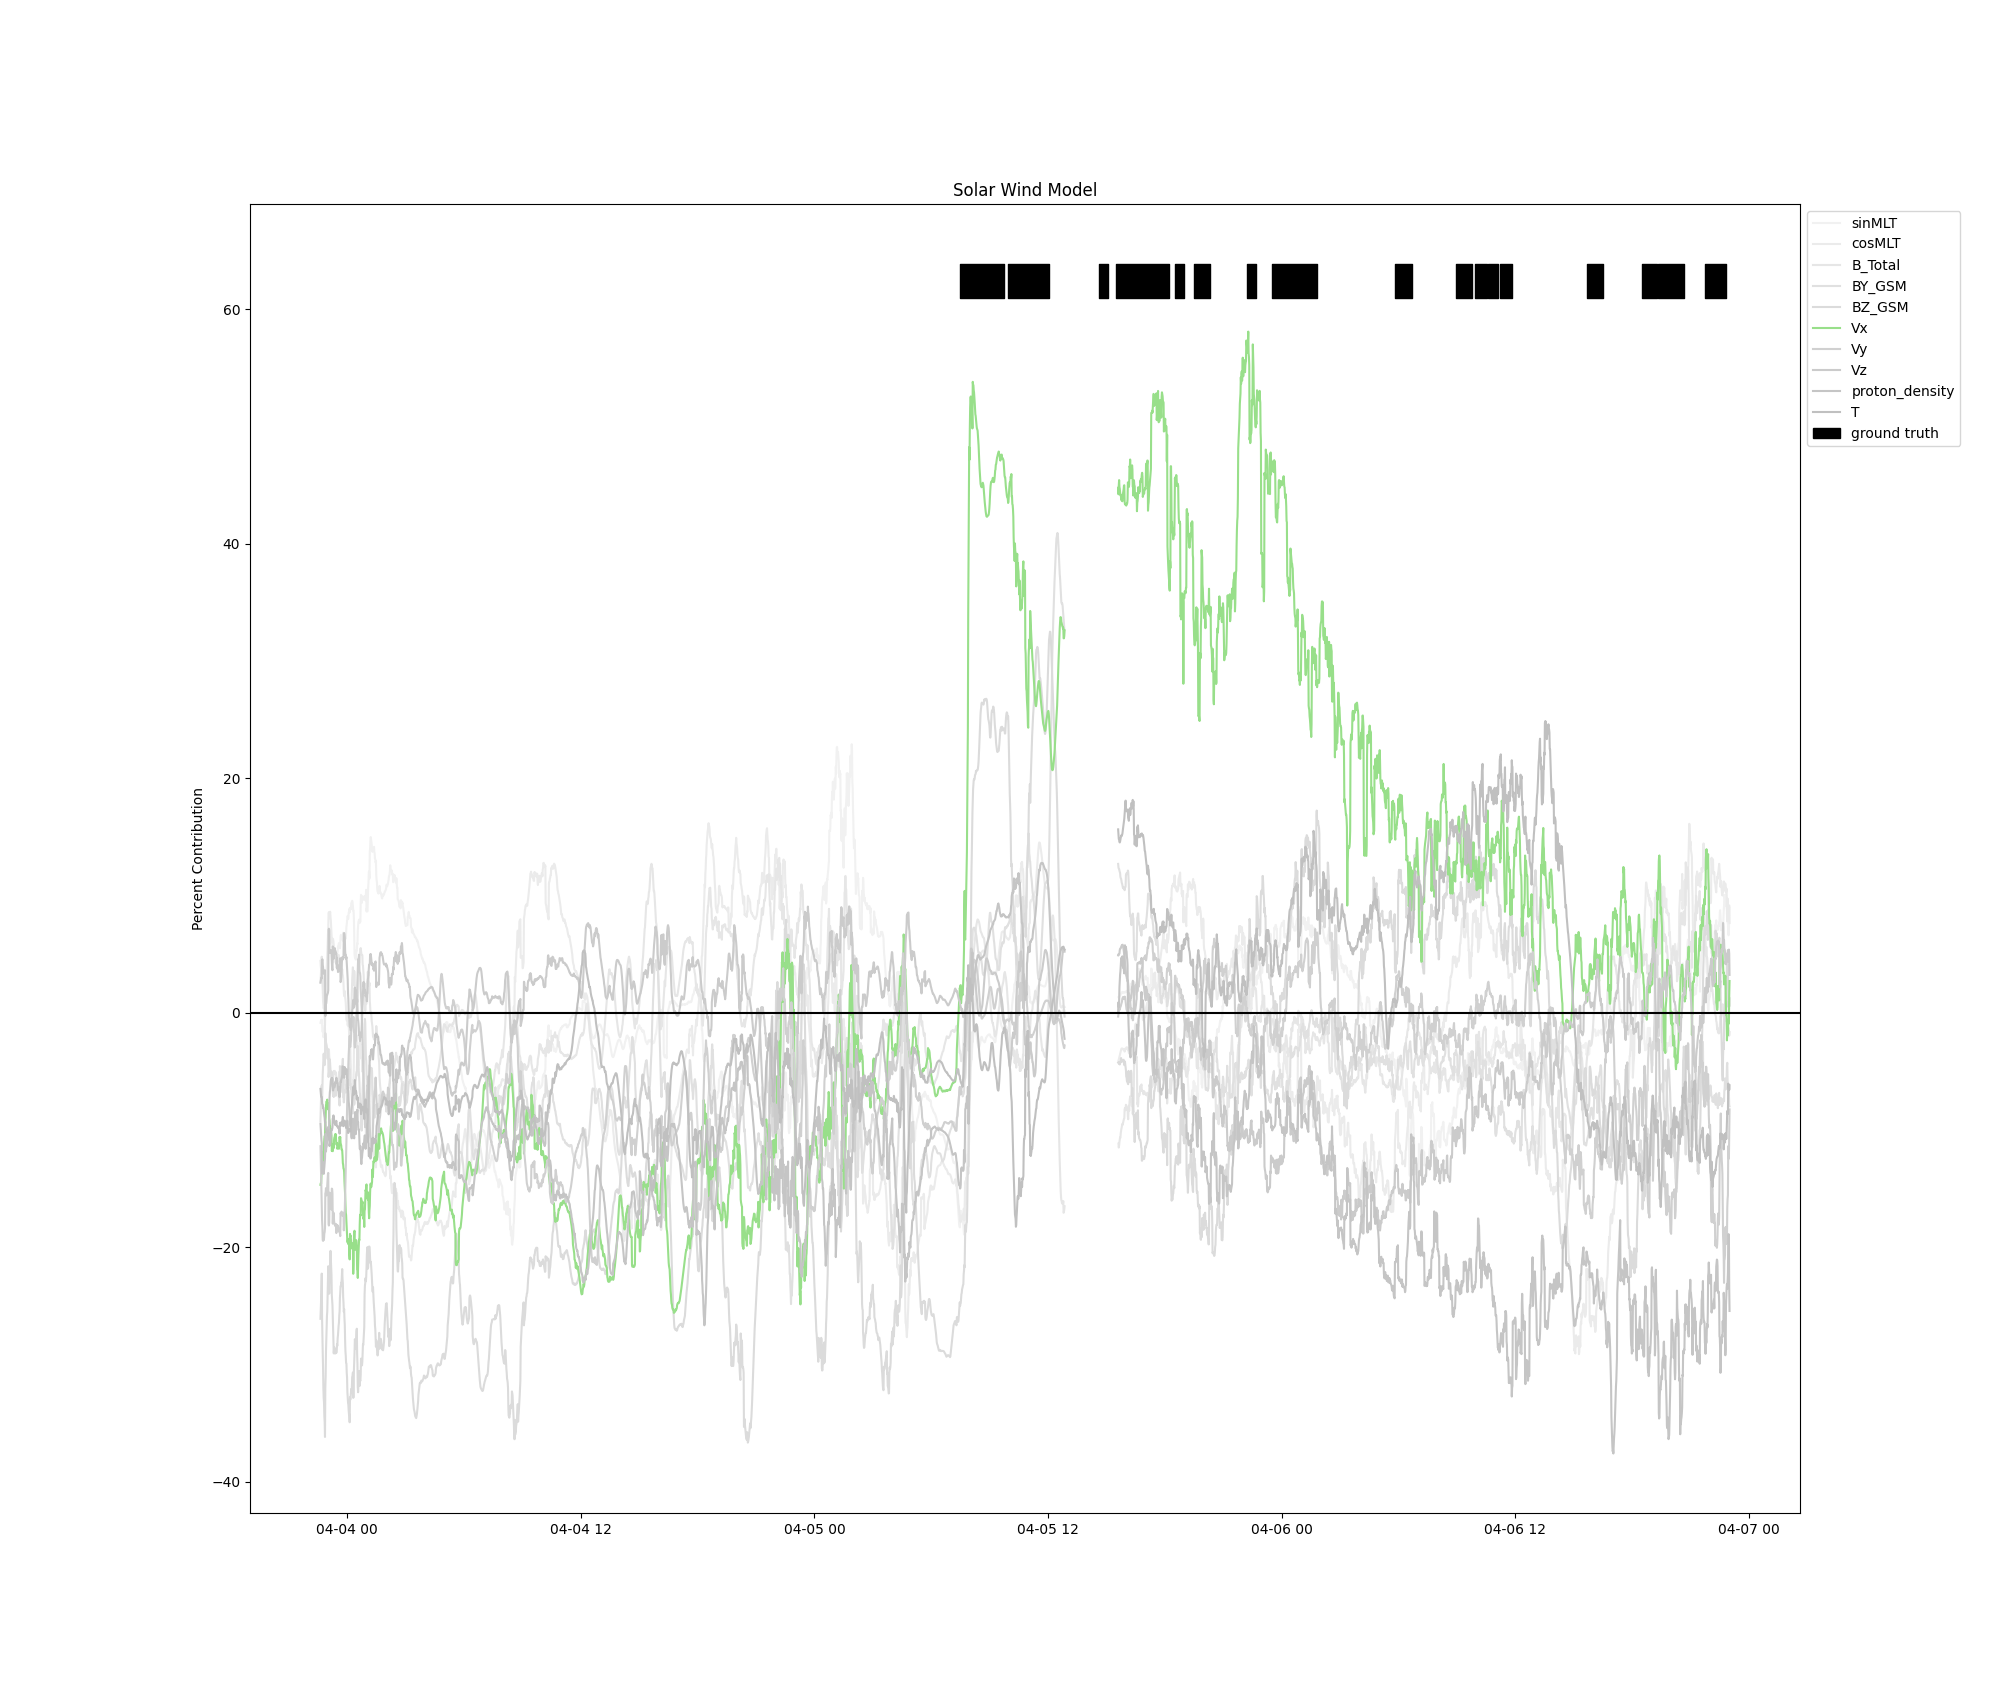 Solar Wind Model
sinMLT
cosMLT
B_Total
BY_GSM
BZ_GSM
Vx
Vy
Vz
proton_density
T
ground truth
Percent Contribution
60
40
20
0
−20
−40
04-04 00
04-04 12
04-05 00
04-05 12
04-06 00
04-06 12
04-07 00